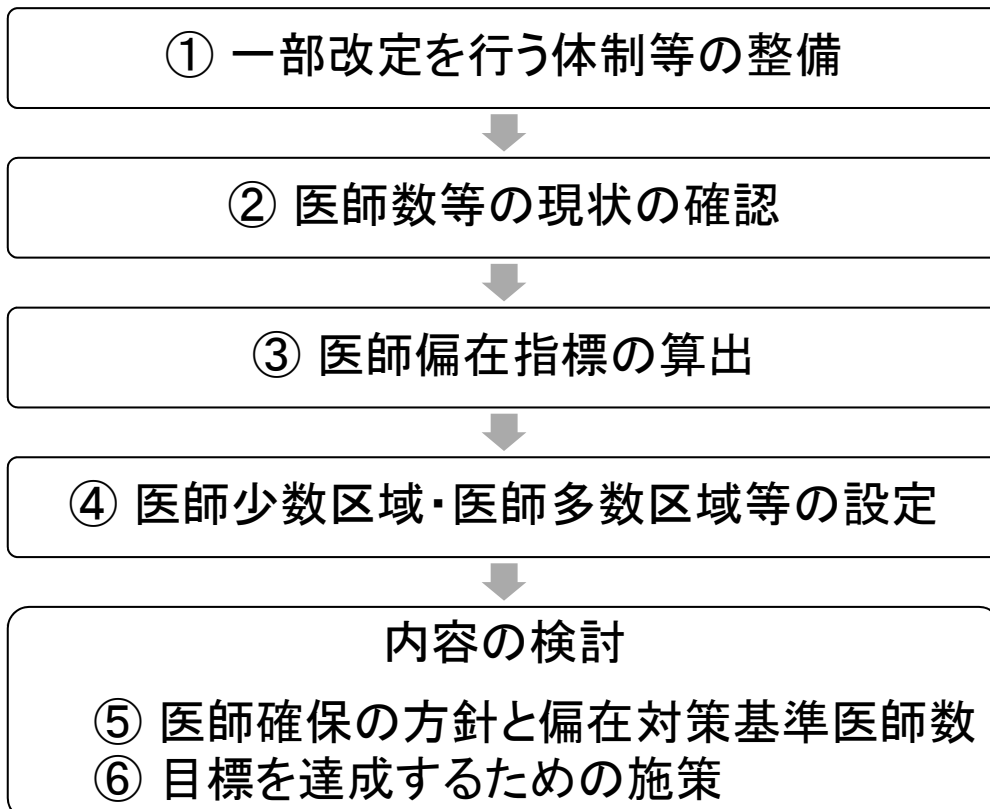 ① 一部改定を行う体制等の整備
② 医師数等の現状の確認
③ 医師偏在指標の算出
④ 医師少数区域・医師多数区域等の設定
内容の検討
⑤ 医師確保の方針と偏在対策基準医師数
⑥ 目標を達成するための施策